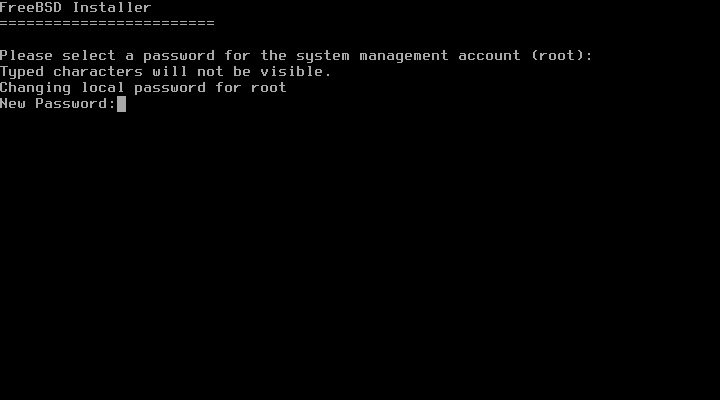 FreeBSD Installer
========================
Please select a password for the system management account (root):
Typed characters will not be visible.
Changing local password for root
New Password: